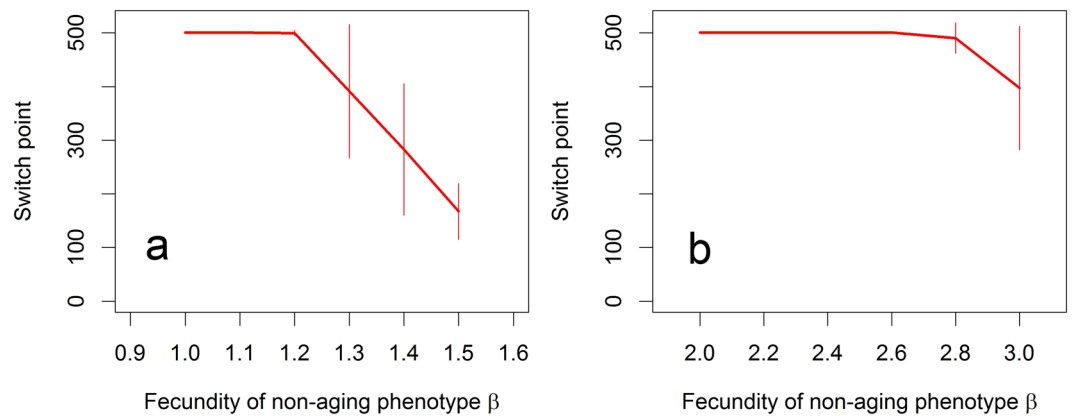 Switch point
500
300
100
0
a
0.9 1.0 1.1 1.2 1.3 1.4 1.5 1.6
Fecundity of non-aging phenotype β
Switch point
500
300
100
0
b
2.0 2.2 2.4 2.6 2.8 3.0
Fecundity of non-aging phenotype β